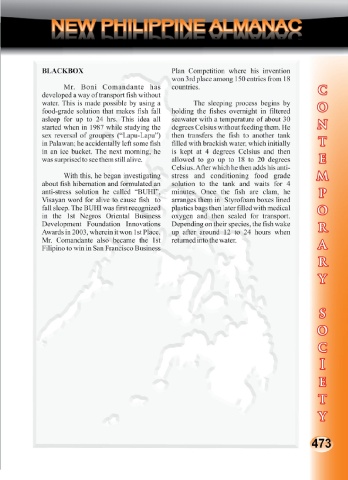 NEW PHILIPPINE ALMANAC
BLACKBOX
Mr. Boni Comandante has
developed a way of transport fish without
water. This is made possible by using a
food-grade solution that makes fish fall
asleep for up to 24 hrs. This idea all
started when in 1987 while studying the
sex reversal of groupers ("Lapu-Lapu")
in Palawan; he accidentally left some fish
in an ice bucket. The next morning, he
was surprised to see them still alive.
With this, he began investigating
about fish hibernation and formulated an
anti-stress solution he called "BUHI",
Visayan word for alive to cause fish to
fall sleep. The BUHI was first recognized
in the 1st Negros Oriental Business
Development Foundation Innovations
Awards in 2003, wherein it won 1st Place.
Mr. Comandante also became the 1st
Filipino to win in San Francisco Business
Plan Competition where his invention
won 3rd place among 150 entries from 18
countries.
The sleeping process begins by
holding the fishes overnight in filtered
seewater with a temperature of about 30
degrees Celsius without feeding them. He
then transfers the fish to another tank
filled with brackish water, which initially
is kept at 4 degrees Celsius and then
allowed to go up to 18 to 20 degrees
Celsius. After which he then adds his anti-
stress and conditioning food grade
solution to the tank and waits for 4
minutes. Once the fish are clam, he
arranges them in Styrofoam boxes lined
plastics bags then later filled with medical
oxygen and then sealed for transport.
Depending on their species, the fish wake
up after around 12 to 24 hours when
returned into the water.
CONTEMPORARY SOCIETY
473